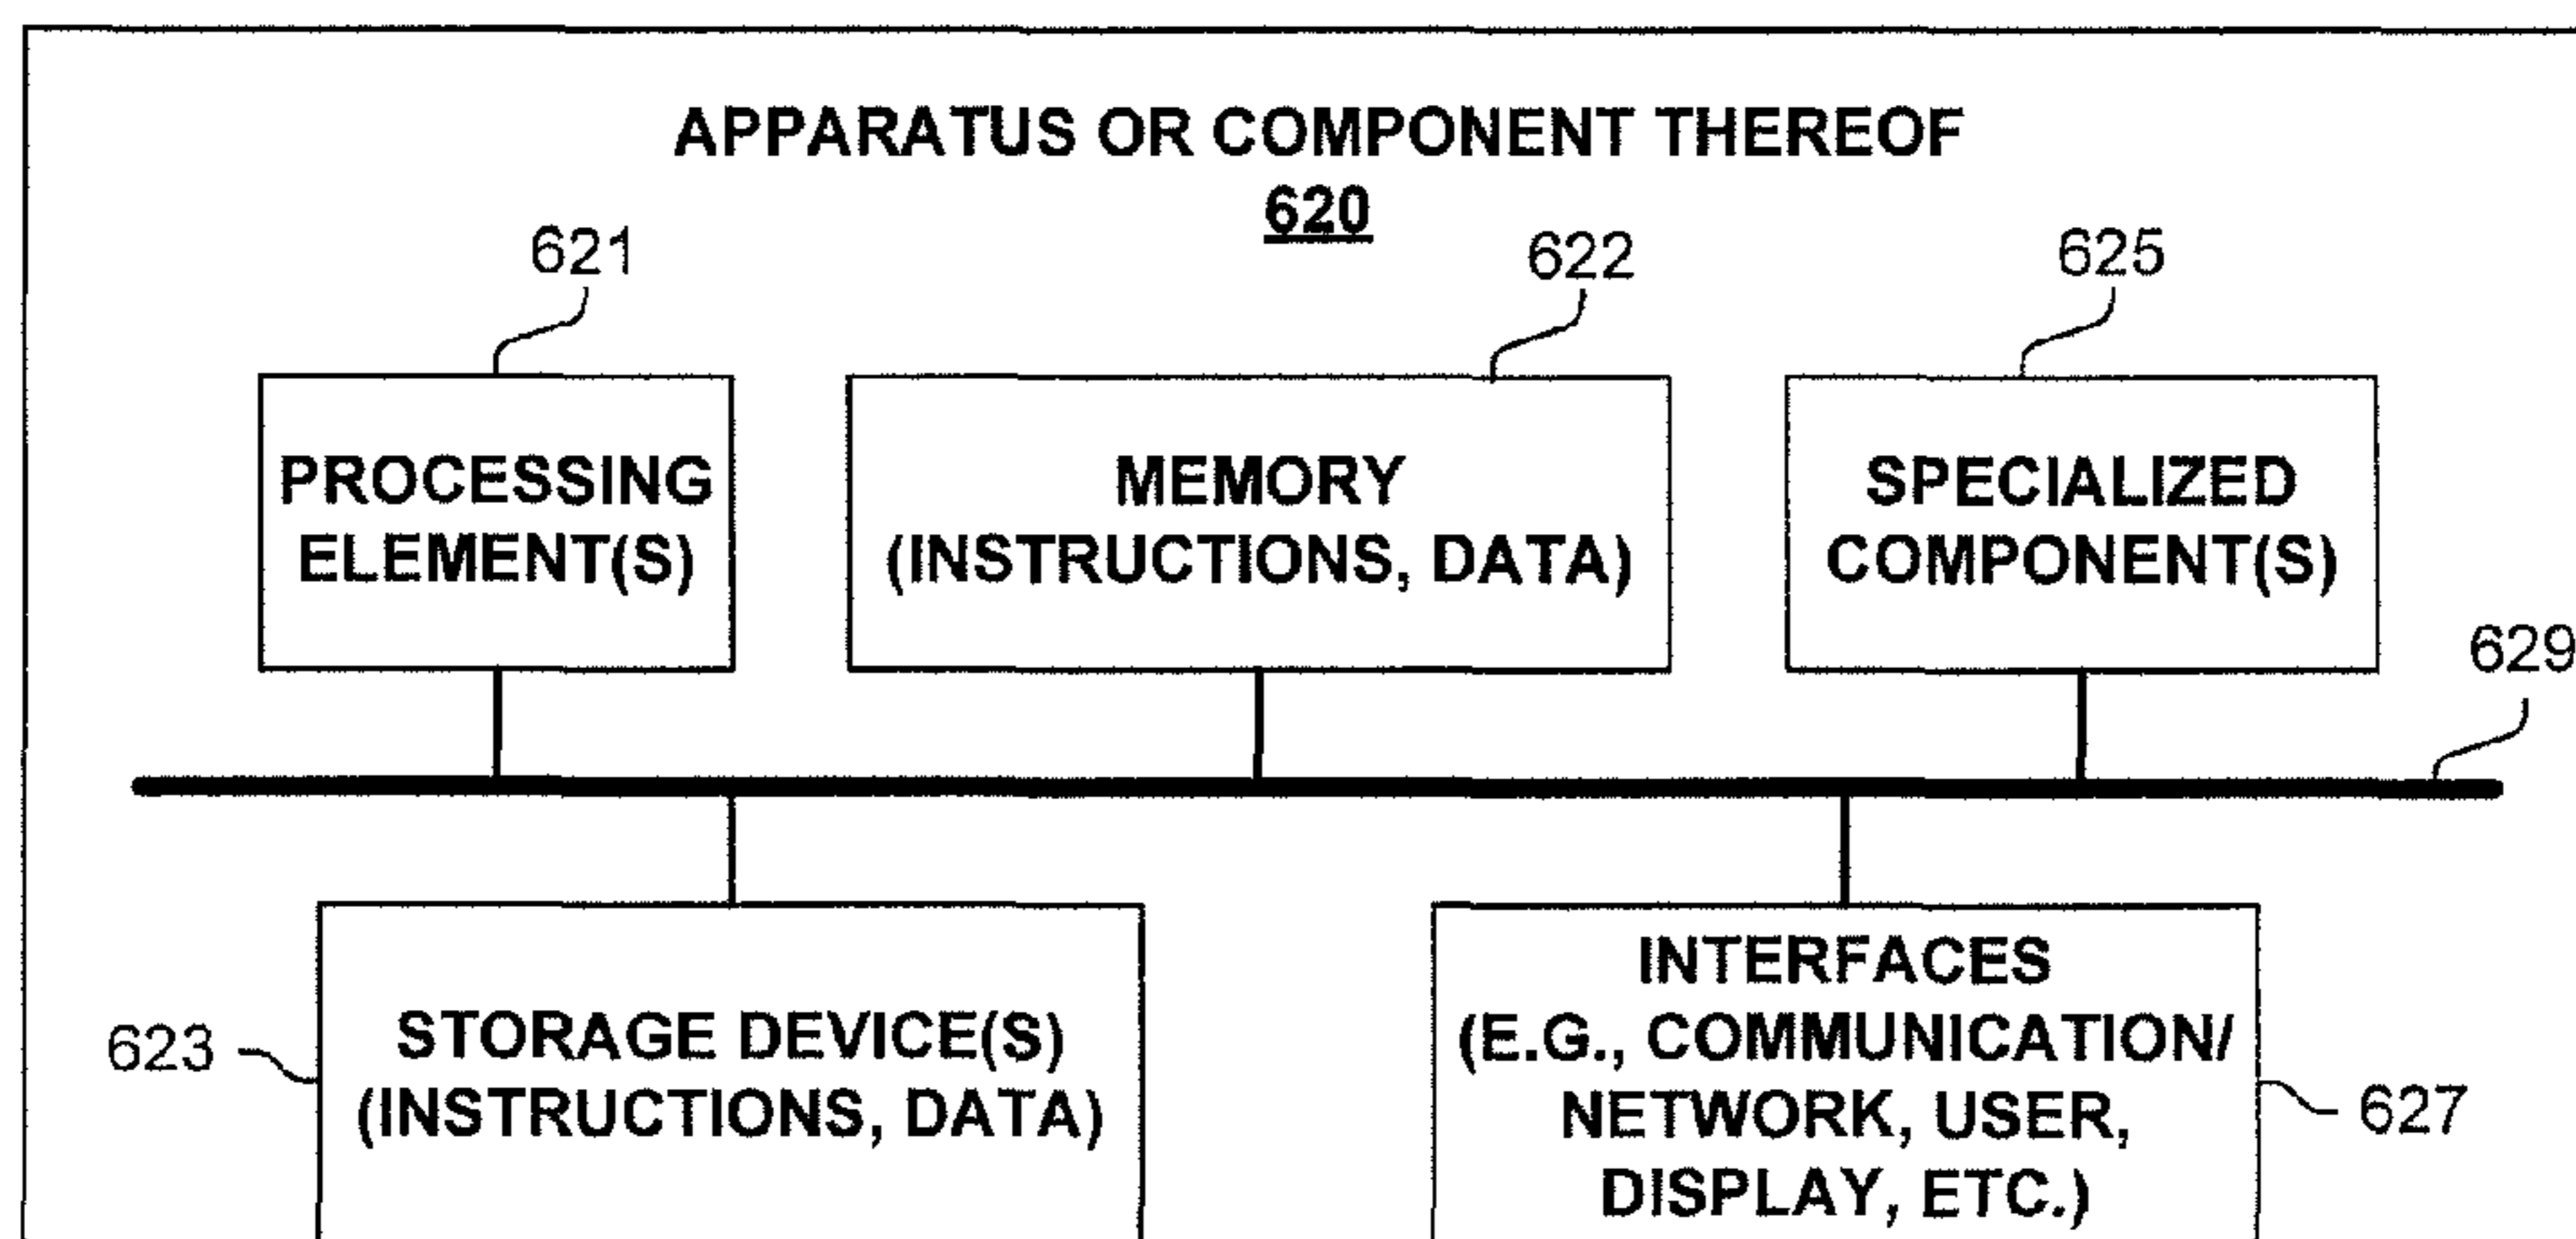 APPARATUS OR COMPONENT THEREOF
620
621
622
625
PROCESSING
ELEMENT(S)
MEMORY
(INSTRUCTIONS, DATA)
SPECIALIZED
COMPONENT(S)
629
623
STORAGE DEVICE(S)
(INSTRUCTIONS, DATA)
INTERFACES
(E.G., COMMUNICATION/
NETWORK, USER,
DISPLAY, ETC.)
627